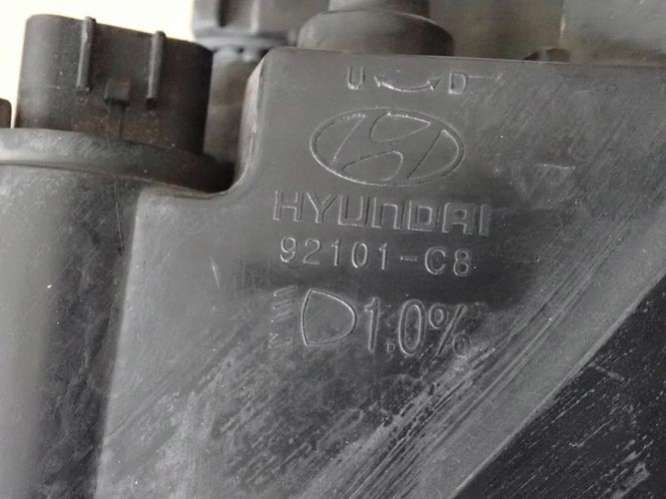 U D
HYUNDAI
92101-C8
1.0%